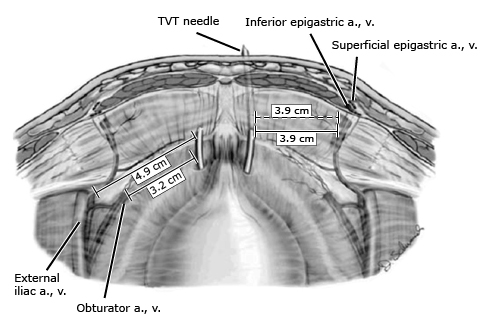 TVT needle
Inferior epigastric a., v.
Superficial epigastric a., v.
3.9 cm
3.9 cm
4.9 cm
3.2 cm
External
iliac a., v.
Obturator a., v.